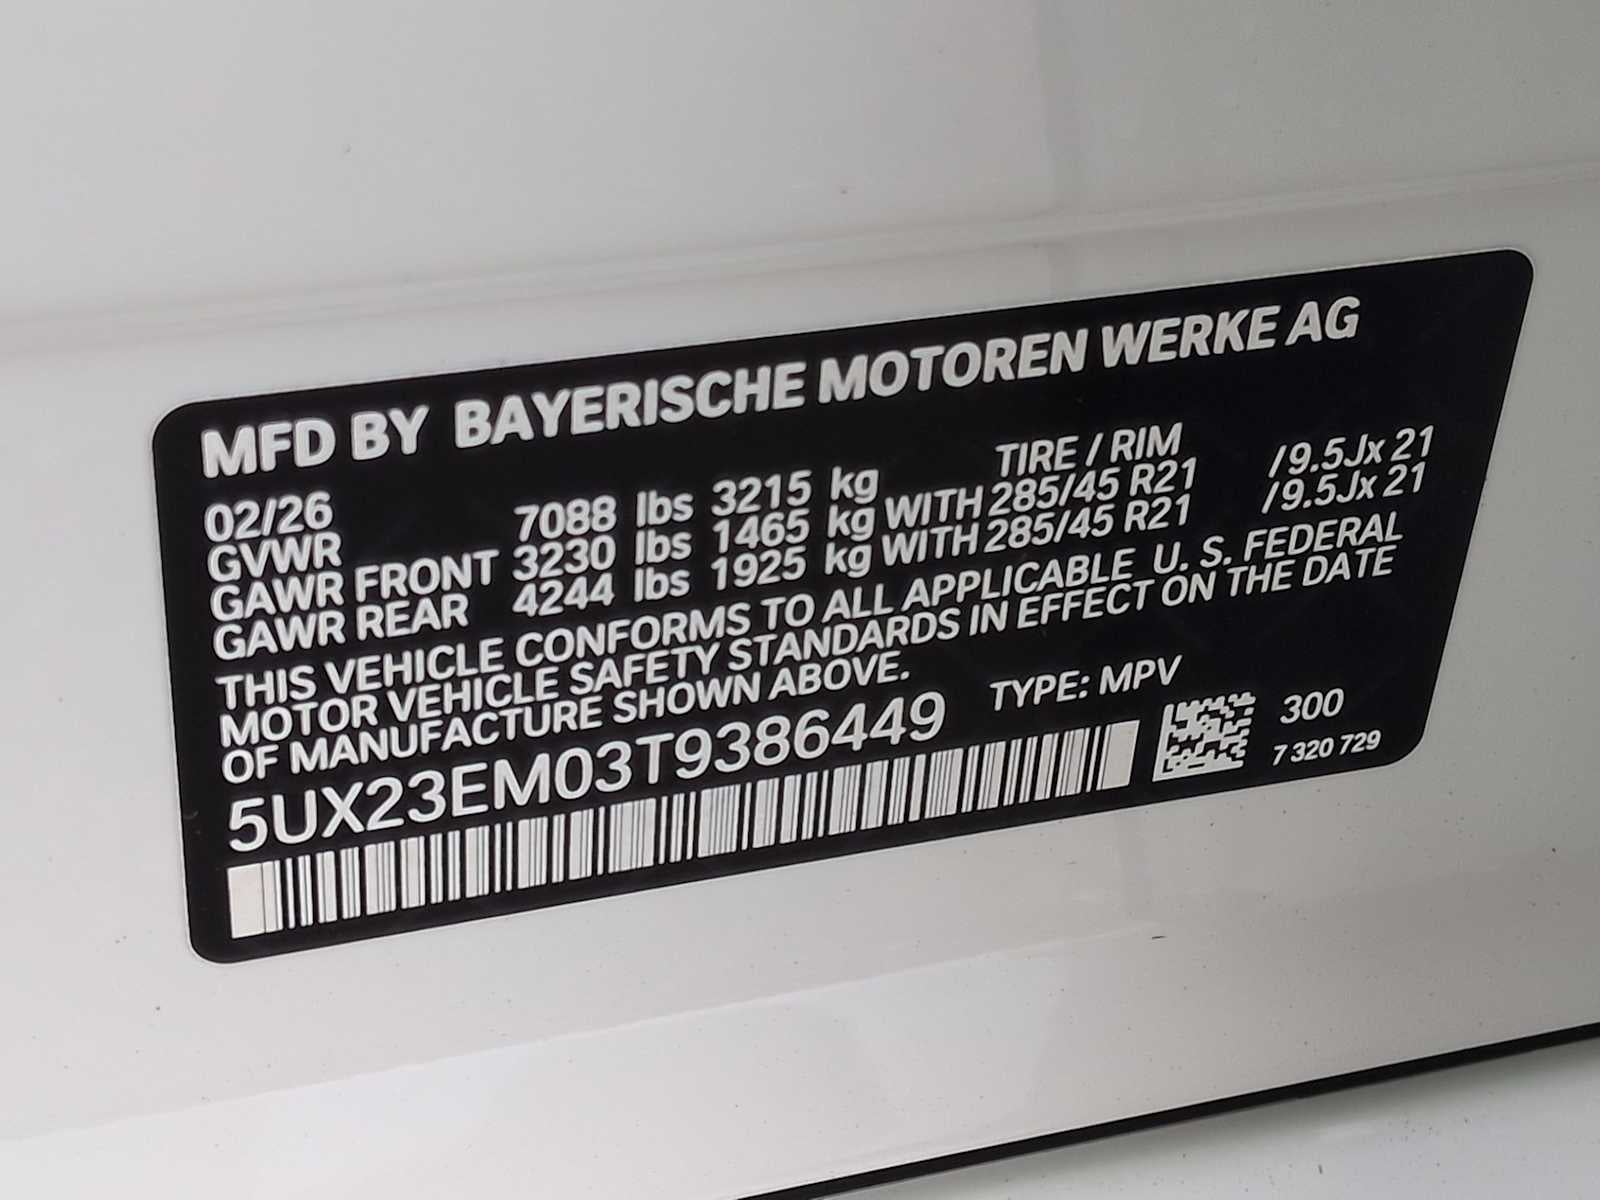 MFD BY BAYERISCHE MOTOREN WERKE AG
02/26 TIRE / RIM
GVWR 7088 lbs 3215 kg
GAWR FRONT 3230 lbs 1465 kg WITH 285/45 R21 /9.5Jx 21
GAWR REAR 4244 lbs 1925 kg WITH 285/45 R21 /9.5Jx 21
THIS VEHICLE CONFORMS TO ALL APPLICABLE U. S. FEDERAL
MOTOR VEHICLE SAFETY STANDARDS IN EFFECT ON THE DATE
OF MANUFACTURE SHOWN ABOVE.
5UX23EM03T9386449 TYPE: MPV
300
7 320 729